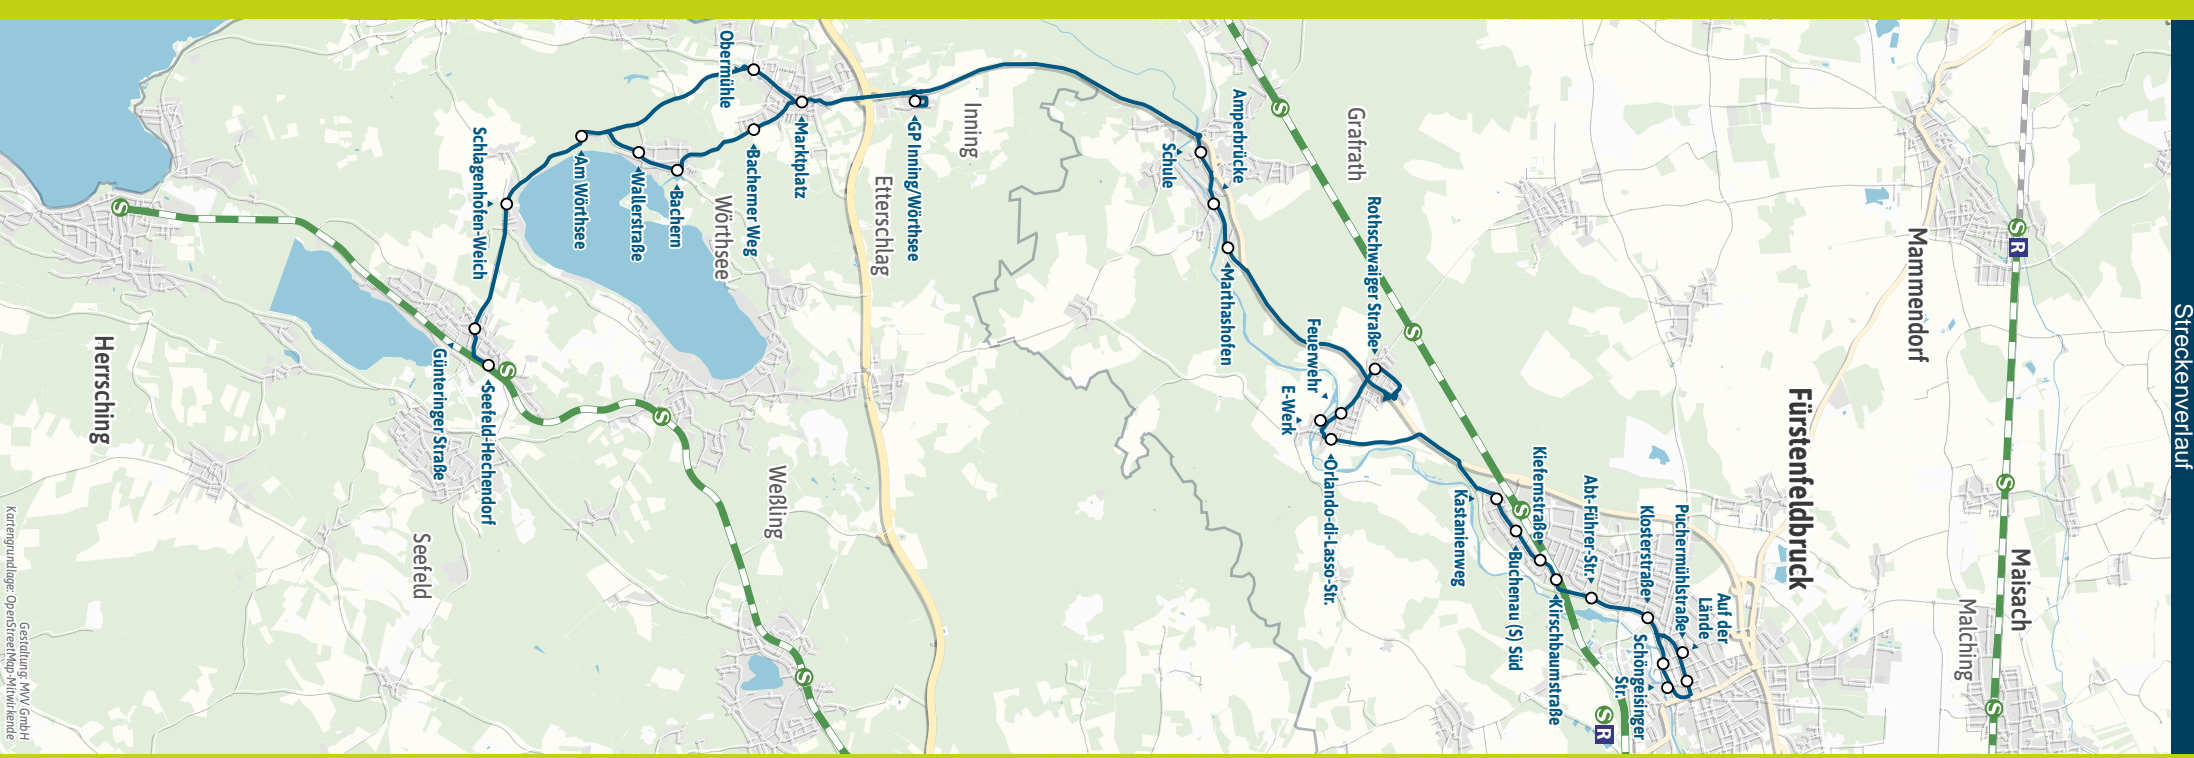 Streckenverlauf
Mammendorf
Maisach
Malching
Fürstenfeldbruck
Grafrath
Inning
Etterschlag
Wörthsee
Weßling
Seefeld
Herrsching
Auf der
Lände
Puchermühlstraße
Klosterstraße
Schöngeisinger
Str.
Abt-Führer-Str.
Kirschbaumstraße
Kiefernstraße
Buchenau (S) Süd
Kastanienweg
Rothschwaiger Straße
Orlando-di-Lasso-Str.
Feuerwehr
E-Werk
Marthashofen
Amperbrücke
Schule
GP Inning/Wörthsee
Marktplatz
Bachemer Weg
Obermühle
Bachern
Wallerstraße
Am Wörthsee
Schlagenhofen-Weich
Seefeld-Hechendorf
Günteringer Straße
S
S
S
S
S
S
S
S
S
S
S
S R
S R
Gestaltung: MVV GmbH
Kartengrundlage: OpenStreetMap-Mitwirkende